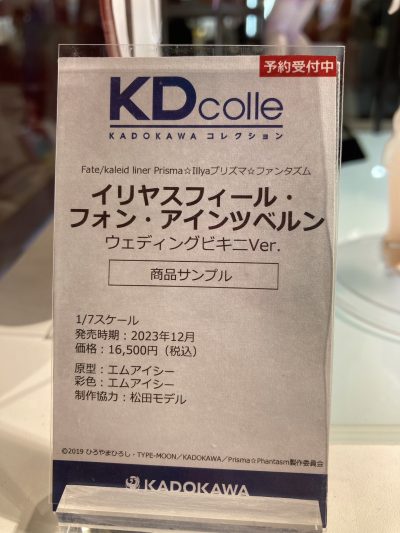 予約受付中
KDcolle
KADOKAWA コレクション
Fate/kaleid liner Prisma☆Illyaプリズマ☆ファンタズム
イリヤスフィール・
フォン・アインツベルン
ウェディングビキニVer.
商品サンプル
1/7スケール
発売時期：2023年12月
価格：16,500円（税込）
原型：エムアイシー
彩色：エムアイシー
制作協力：松田モデル
©2019 ひろやまひろし・TYPE-MOON／KADOKAWA／Prisma☆Phantasm製作委員会
KADOKAWA